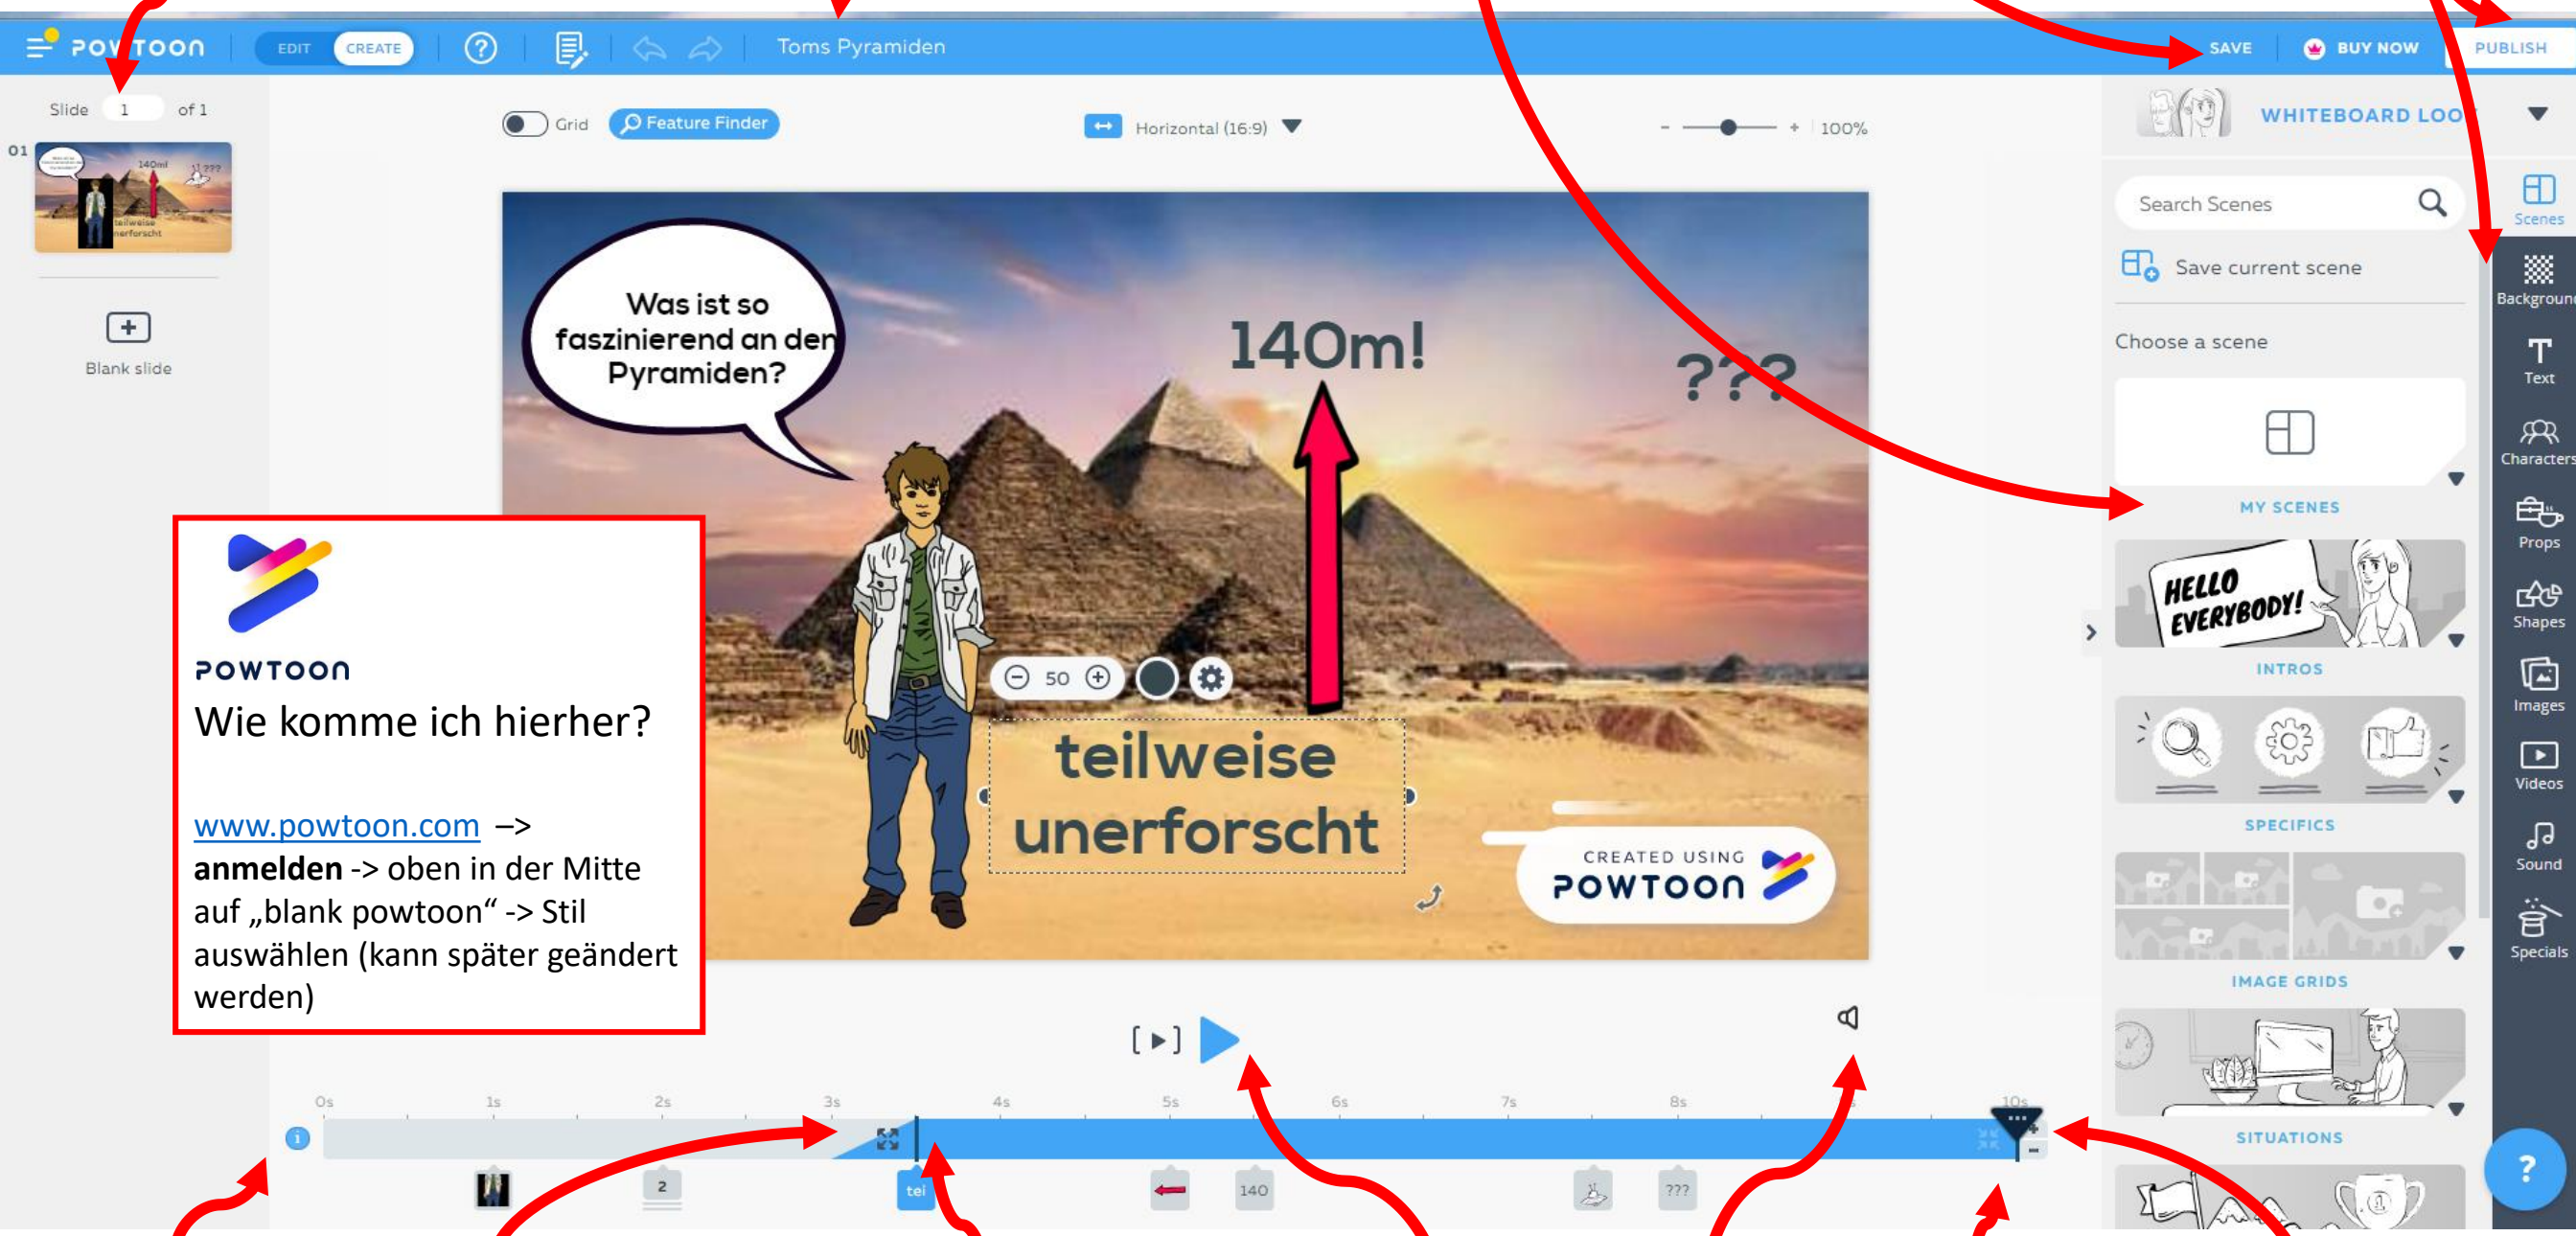 POWTOON
EDIT
CREATE
?
Toms Pyramiden
SAVE
BUY NOW
PUBLISH
Slide 1 of 1
01
Blank slide
Grid
Feature Finder
Horizontal (16:9)
- + 100%
Was ist so
faszinierend an den
Pyramiden?
140m!
???
50
teilweise
unerforscht
CREATED USING
POWTOON
POWTOON
Wie komme ich hierher?
www.powtoon.com –>
anmelden -> oben in der Mitte
auf „blank powtoon“ -> Stil
auswählen (kann später geändert
werden)
WHITEBOARD LOO
Search Scenes
Save current scene
Choose a scene
MY SCENES
HELLO
EVERYBODY!
INTROS
SPECIFICS
IMAGE GRIDS
SITUATIONS
Scenes
Background
Text
Characters
Props
Shapes
Images
Videos
Sound
Specials
?
0s 1s 2s 3s 4s 5s 6s 7s 8s 10s
2
tei
140
???